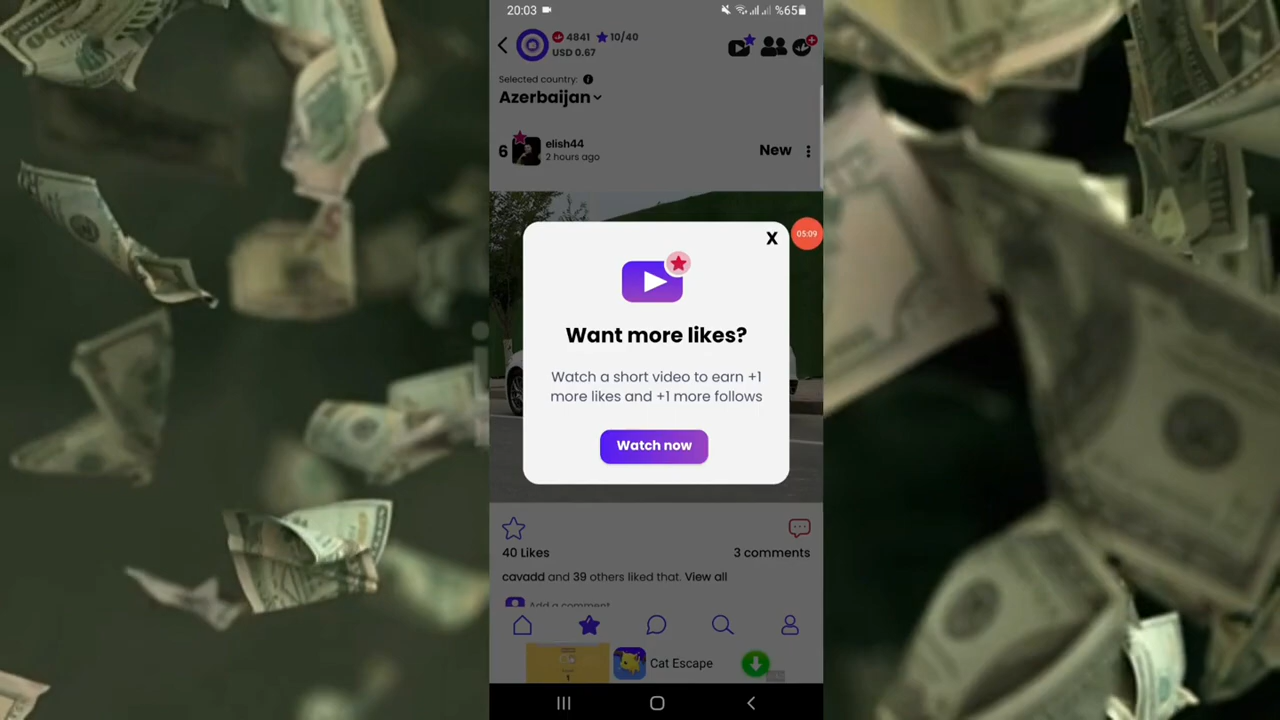 20:03
%65
4841 10/40
USD 0.67
Selected country:
Azerbaijan
6 elish44
2 hours ago
New
X
05:09
Want more likes?
Watch a short video to earn +1
more likes and +1 more follows
Watch now
40 Likes
3 comments
cavadd and 39 others liked that. View all
Add a comment
Cat Escape